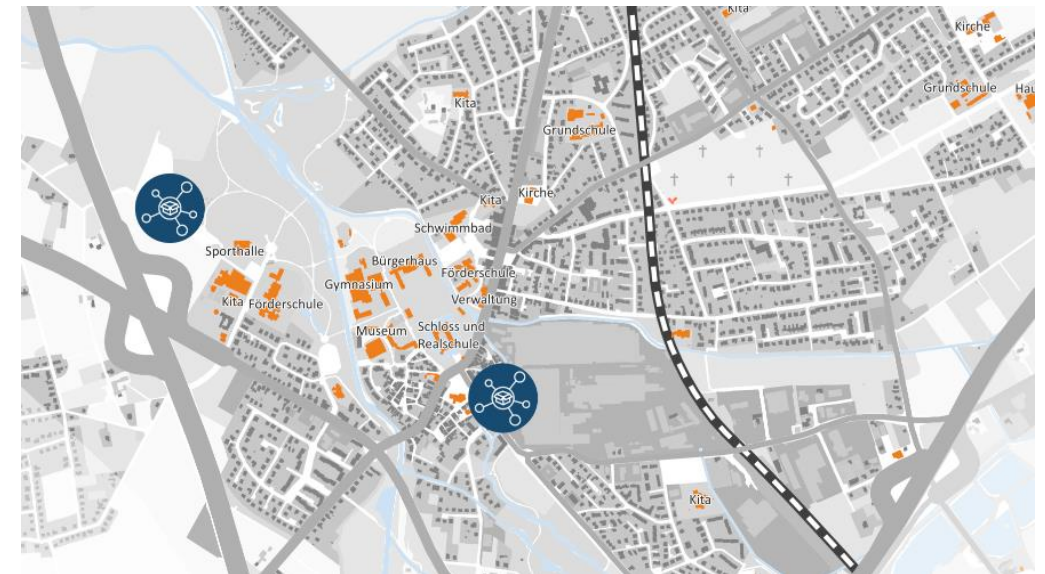 Kita
Kirche
Grundschule
Hau
Kita
Grundschule
Kita
Kirche
Schwimmbad
Sporthalle
Bürgerhaus
Förderschule
Gymnasium
Verwaltung
Kita
Förderschule
Museum
Schloss und
Realschule
Kita